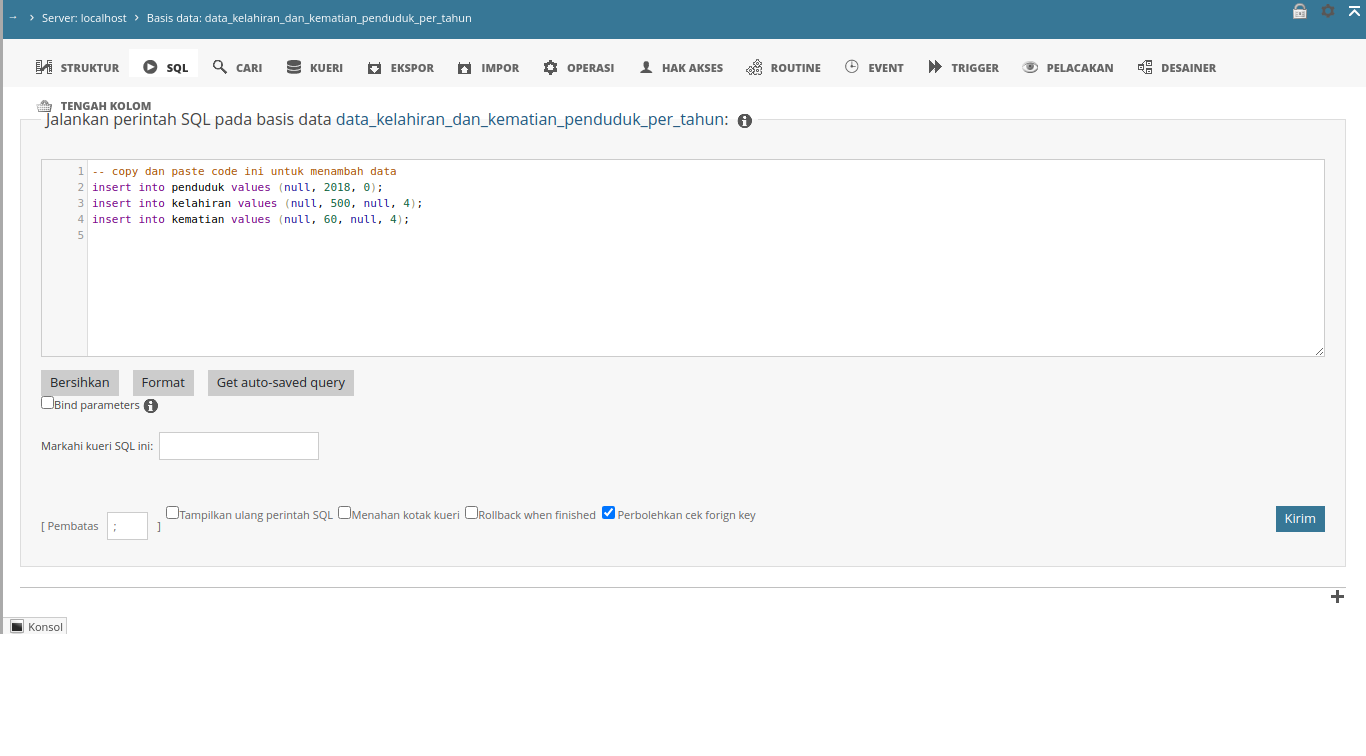 Server: localhost › Basis data: data_kelahiran_dan_kematian_penduduk_per_tahun
STRUKTUR SQL CARI KUERI EKSPOR IMPOR OPERASI HAK AKSES ROUTINE EVENT TRIGGER PELACAKAN DESAINER
TENGAH KOLOM
Jalankan perintah SQL pada basis data data_kelahiran_dan_kematian_penduduk_per_tahun:
1 -- copy dan paste code ini untuk menambah data
2 insert into penduduk values (null, 2018, 0);
3 insert into kelahiran values (null, 500, null, 4);
4 insert into kematian values (null, 60, null, 4);
5
Bersihkan Format Get auto-saved query
Bind parameters
Markahi kueri SQL ini:
[ Pembatas ; ] Tampilkan ulang perintah SQL Menahan kotak kueri Rollback when finished Perbolehkan cek forign key Kirim
Konsol